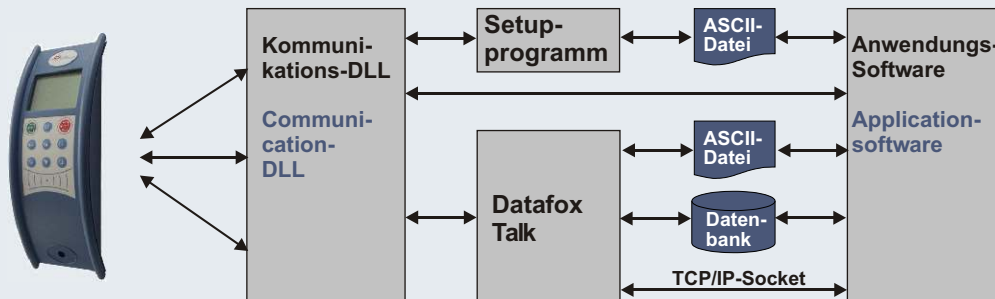 Kommuni-
kations-DLL
Communi-
cation-
DLL
Setup-
programm
ASCII-
Datei
Anwendungs-
Software
Application-
software
Datafox
Talk
ASCII-
Datei
Daten-
bank
TCP/IP-Socket